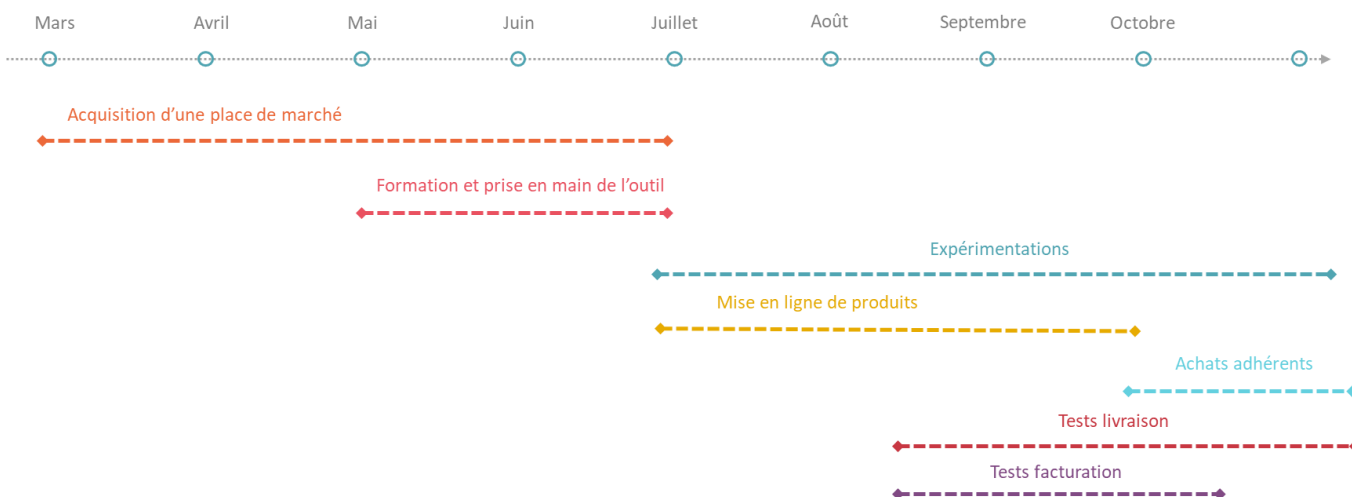 Mars Avril Mai Juin Juillet Août Septembre Octobre
Acquisition d’une place de marché
Formation et prise en main de l’outil
Expérimentations
Mise en ligne de produits
Achats adhérents
Tests livraison
Tests facturation